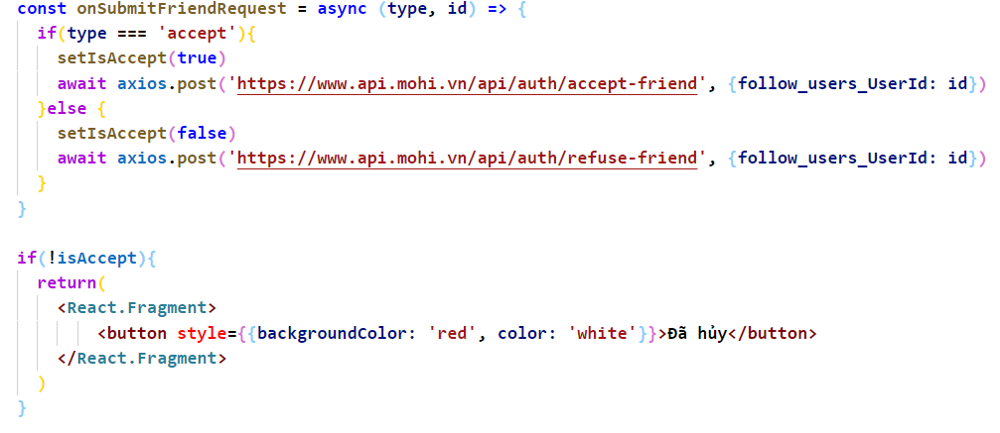 const onSubmitFriendRequest = async (type, id) => {
  if(type === 'accept'){
    setIsAccept(true)
    await axios.post('https://www.api.mohi.vn/api/auth/accept-friend', {follow_users_UserId: id})
  }else {
    setIsAccept(false)
    await axios.post('https://www.api.mohi.vn/api/auth/refuse-friend', {follow_users_UserId: id})
  }
}

if(!isAccept){
  return(
    <React.Fragment>
        <button style={{backgroundColor: 'red', color: 'white'}}>Đã hủy</button>
    </React.Fragment>
  )
}